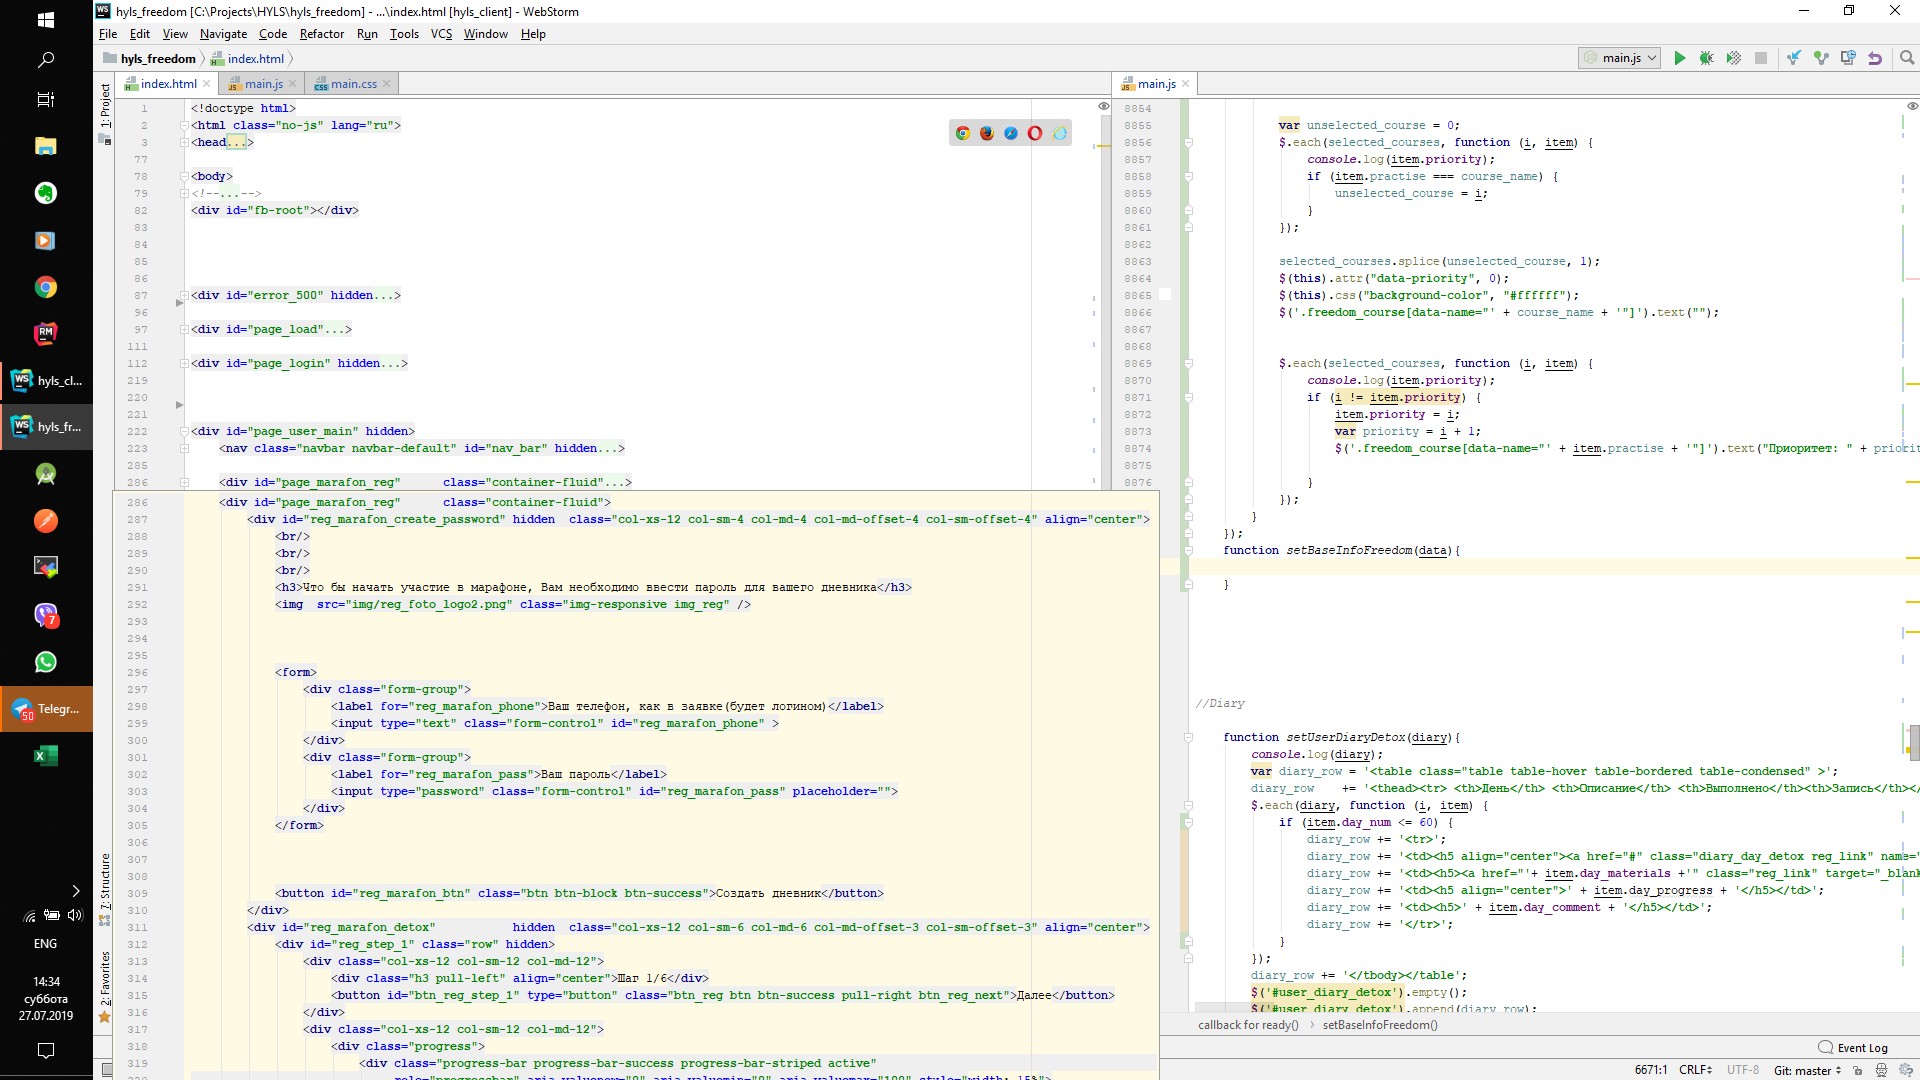 hyls_freedom [C:\Projects\HYLS\hyls_freedom] - ...\index.html [hyls_client] - WebStorm
File Edit View Navigate Code Refactor Run Tools VCS Window Help
hyls_freedom index.html main.js
index.html main.js main.css
1: Project
7: Structure
2: Favorites
1 <!doctype html>
2 <html class="no-js" lang="ru">
3 <head...>
77
78 <body>
79 <!--...-->
82 <div id="fb-root"></div>
83
84
85
86
87 <div id="error_500" hidden...>
96
97 <div id="page_load"...>
111
112 <div id="page_login" hidden...>
219
220
221
222 <div id="page_user_main" hidden>
223 <nav class="navbar navbar-default" id="nav_bar" hidden...>
285
286 <div id="page_marafon_reg" class="container-fluid"...>
286 <div id="page_marafon_reg" class="container-fluid">
287 <div id="reg_marafon_create_password" hidden class="col-xs-12 col-sm-4 col-md-4 col-md-offset-4 col-sm-offset-4" align="center">
288 <br/>
289 <br/>
290 <br/>
291 <h3>Что бы начать участие в марафоне, Вам необходимо ввести пароль для вашего дневника</h3>
292 <img src="img/reg_foto_logo2.png" class="img-responsive img_reg" />
293
294
295
296 <form>
297 <div class="form-group">
298 <label for="reg_marafon_phone">Ваш телефон, как в заявке(будет логином)</label>
299 <input type="text" class="form-control" id="reg_marafon_phone" >
300 </div>
301 <div class="form-group">
302 <label for="reg_marafon_pass">Ваш пароль</label>
303 <input type="password" class="form-control" id="reg_marafon_pass" placeholder="">
304 </div>
305 </form>
306
307
308
309 <button id="reg_marafon_btn" class="btn btn-block btn-success">Создать дневник</button>
310 </div>
311 <div id="reg_marafon_detox" hidden class="col-xs-12 col-sm-6 col-md-6 col-md-offset-3 col-sm-offset-3" align="center">
312 <div id="reg_step_1" class="row" hidden>
313 <div class="col-xs-12 col-sm-12 col-md-12">
314 <div class="h3 pull-left" align="center">Шаг 1/6</div>
315 <button id="btn_reg_step_1" type="button" class="btn_reg btn btn-success pull-right btn_reg_next">Далее</button>
316 </div>
317 <div class="col-xs-12 col-sm-12 col-md-12">
318 <div class="progress">
319 <div class="progress-bar progress-bar-success progress-bar-striped active"
main.js
8854
8855 var unselected_course = 0;
8856 $.each(selected_courses, function (i, item) {
8857 console.log(item.priority);
8858 if (item.practise === course_name) {
8859 unselected_course = i;
8860 }
8861 });
8862
8863 selected_courses.splice(unselected_course, 1);
8864 $(this).attr("data-priority", 0);
8865 $(this).css("background-color", "#ffffff");
8866 $('.freedom_course[data-name="' + course_name + '"]').text("");
8867
8868
8869 $.each(selected_courses, function (i, item) {
8870 console.log(item.priority);
8871 if (i != item.priority) {
8872 item.priority = i;
8873 var priority = i + 1;
8874 $('.freedom_course[data-name="' + item.practise + '"]').text("Приоритет: " + priorit
8875
8876 }
});
}
});
function setBaseInfoFreedom(data){
}
//Diary
function setUserDiaryDetox(diary){
console.log(diary);
var diary_row = '<table class="table table-hover table-bordered table-condensed" >';
diary_row += '<thead><tr> <th>День</th> <th>Описание</th> <th>Выполнено</th><th>Запись</th></
$.each(diary, function (i, item) {
if (item.day_num <= 60) {
diary_row += '<tr>';
diary_row += '<td><h5 align="center"><a href="#" class="diary_day_detox reg_link" name="
diary_row += '<td><h5><a href="'+ item.day_materials +'" class="reg_link" target="_blank
diary_row += '<td><h5 align="center">' + item.day_progress + '</h5></td>';
diary_row += '<td><h5>' + item.day_comment + '</h5></td>';
diary_row += '</tr>';
}
});
diary_row += '</tbody></table';
$('#user_diary_detox').empty();
$('#user_diary_detox').append(diary_row);
callback for ready() setBaseInfoFreedom()
Event Log
6671:1 CRLF UTF-8 Git: master
hyls_cl...
hyls_fr...
7
50 Telegr...
ENG
14:34
суббота
27.07.2019